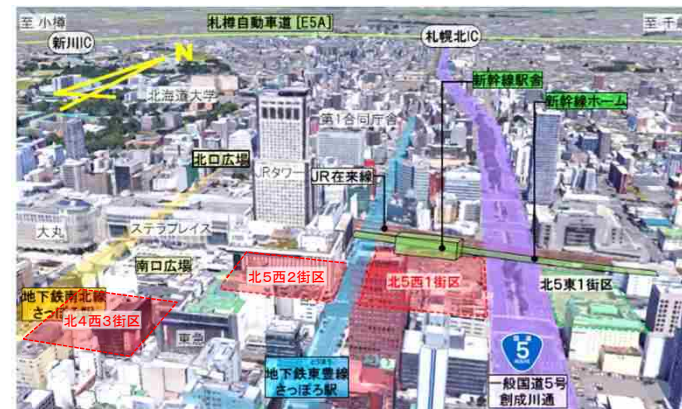 至 小樽
札樽自動車道 [E5A]
至 千歳
新川IC
札幌北IC
N
新幹線駅舎
北海道大学
新幹線ホーム
第1合同庁舎
北口広場
JRタワー
JR在来線
大丸
ステラプレイス
南口広場
北5西2街区
北5西1街区
北5東1街区
地下鉄南北線
さっぽろ駅
北4西3街区
東急
地下鉄東豊線
さっぽろ駅
国道
5
一般国道5号
創成川通